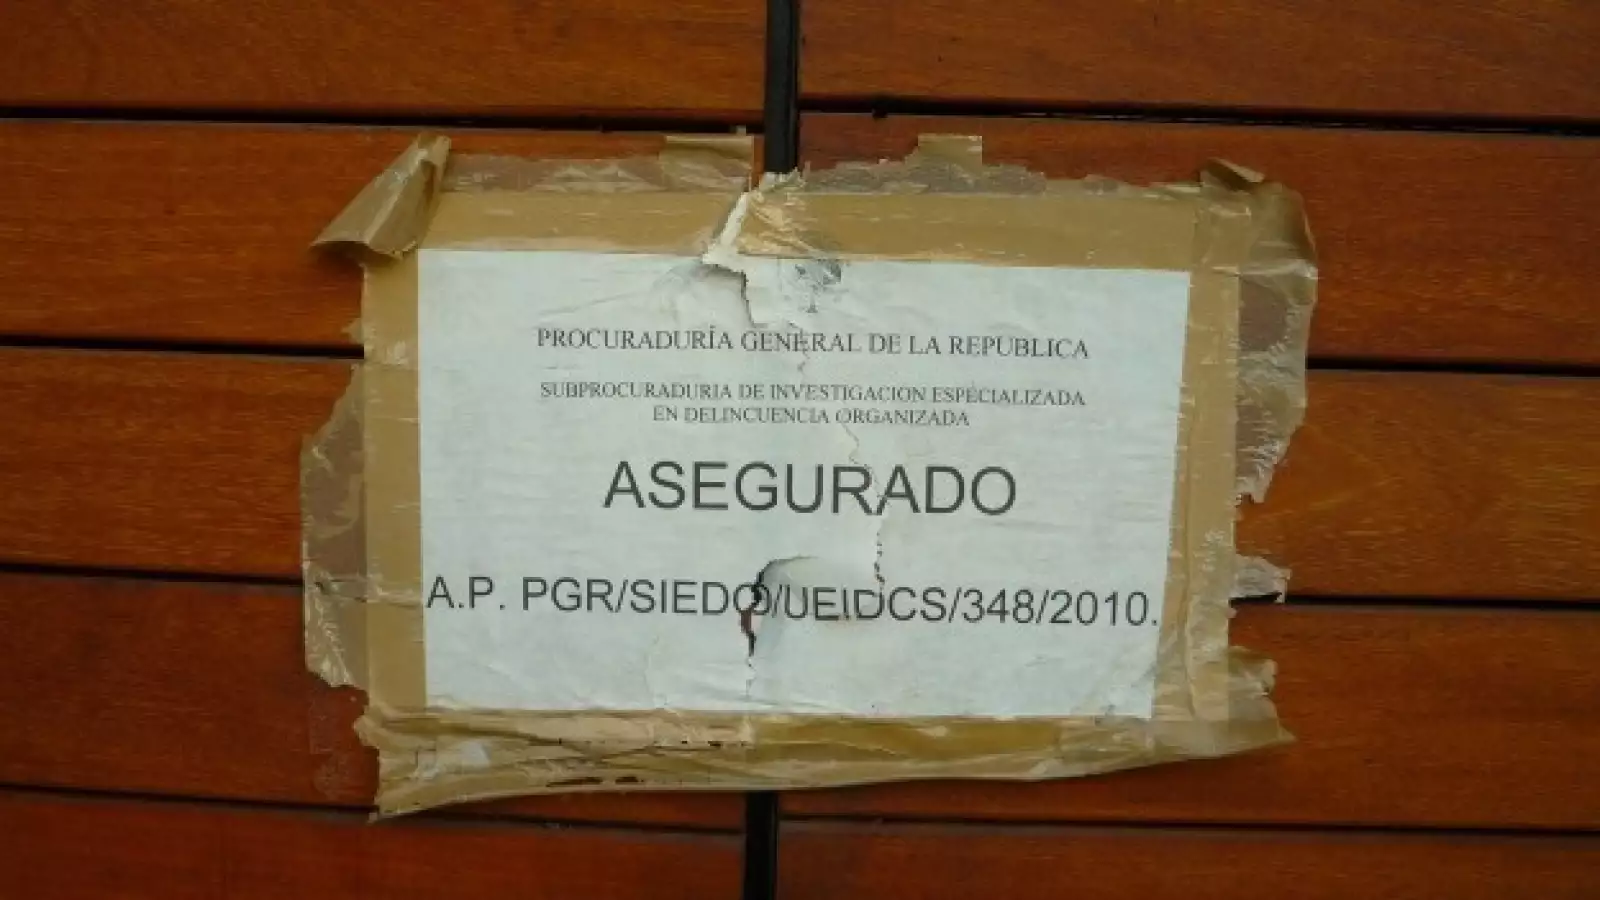 PROCURADURÍA GENERAL DE LA REPUBLICA
SUBPROCURADURIA DE INVESTIGACION ESPECIALIZADA
EN DELINCUENCIA ORGANIZADA
ASEGURADO
A.P. PGR/SIEDO/UEIDCS/348/2010.